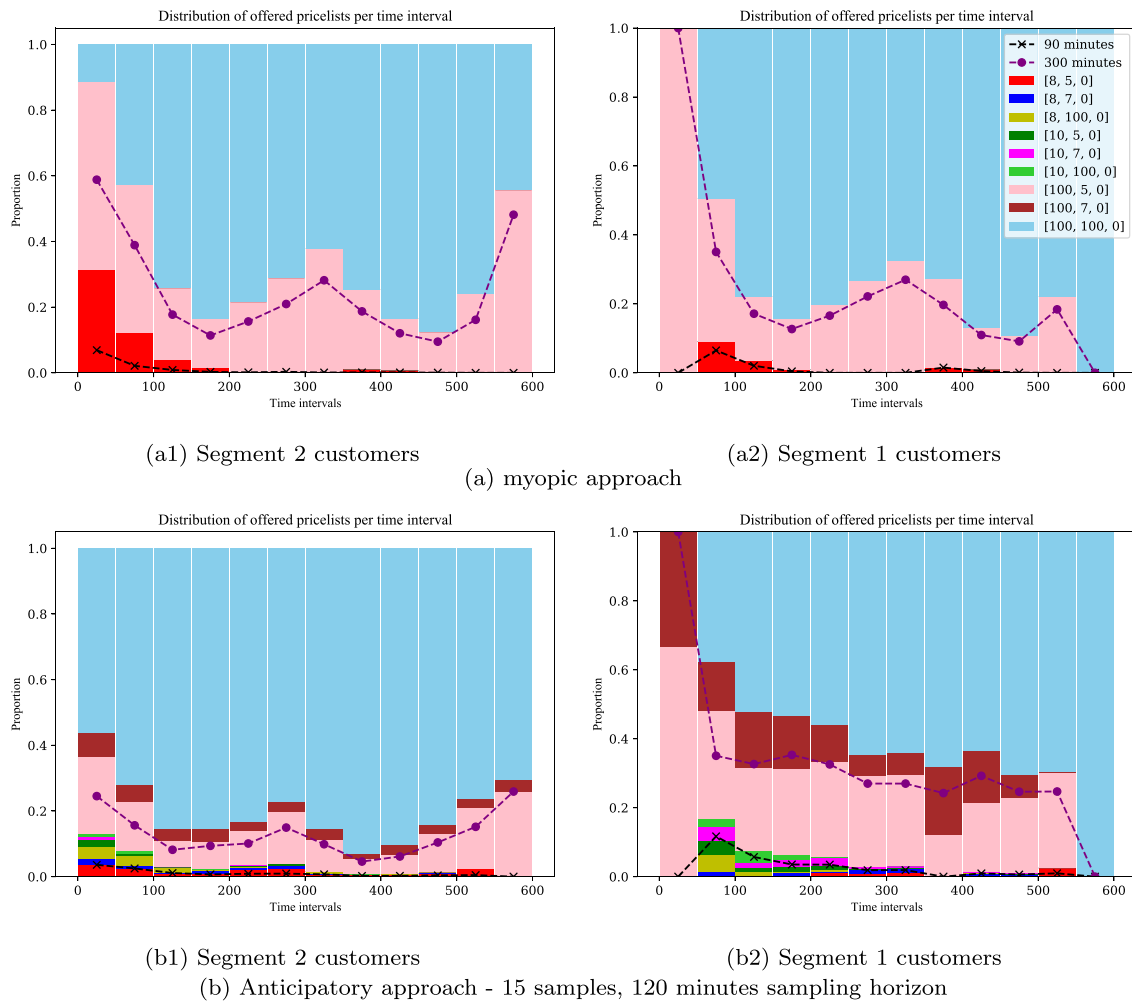 Distribution of offered pricelists per time interval
1.0
0.8
0.6
0.4
0.2
0.0
Proportion
0 100 200 300 400 500 600
Time intervals
(a1) Segment 2 customers
Distribution of offered pricelists per time interval
1.0
0.8
0.6
0.4
0.2
0.0
Proportion
90 minutes
300 minutes
[8, 5, 0]
[8, 7, 0]
[8, 100, 0]
[10, 5, 0]
[10, 7, 0]
[10, 100, 0]
[100, 5, 0]
[100, 7, 0]
[100, 100, 0]
0 100 200 300 400 500 600
Time intervals
(a2) Segment 1 customers
(a) myopic approach
Distribution of offered pricelists per time interval
1.0
0.8
0.6
0.4
0.2
0.0
Proportion
0 100 200 300 400 500 600
Time intervals
(b1) Segment 2 customers
Distribution of offered pricelists per time interval
1.0
0.8
0.6
0.4
0.2
0.0
Proportion
0 100 200 300 400 500 600
Time intervals
(b2) Segment 1 customers
(b) Anticipatory approach - 15 samples, 120 minutes sampling horizon